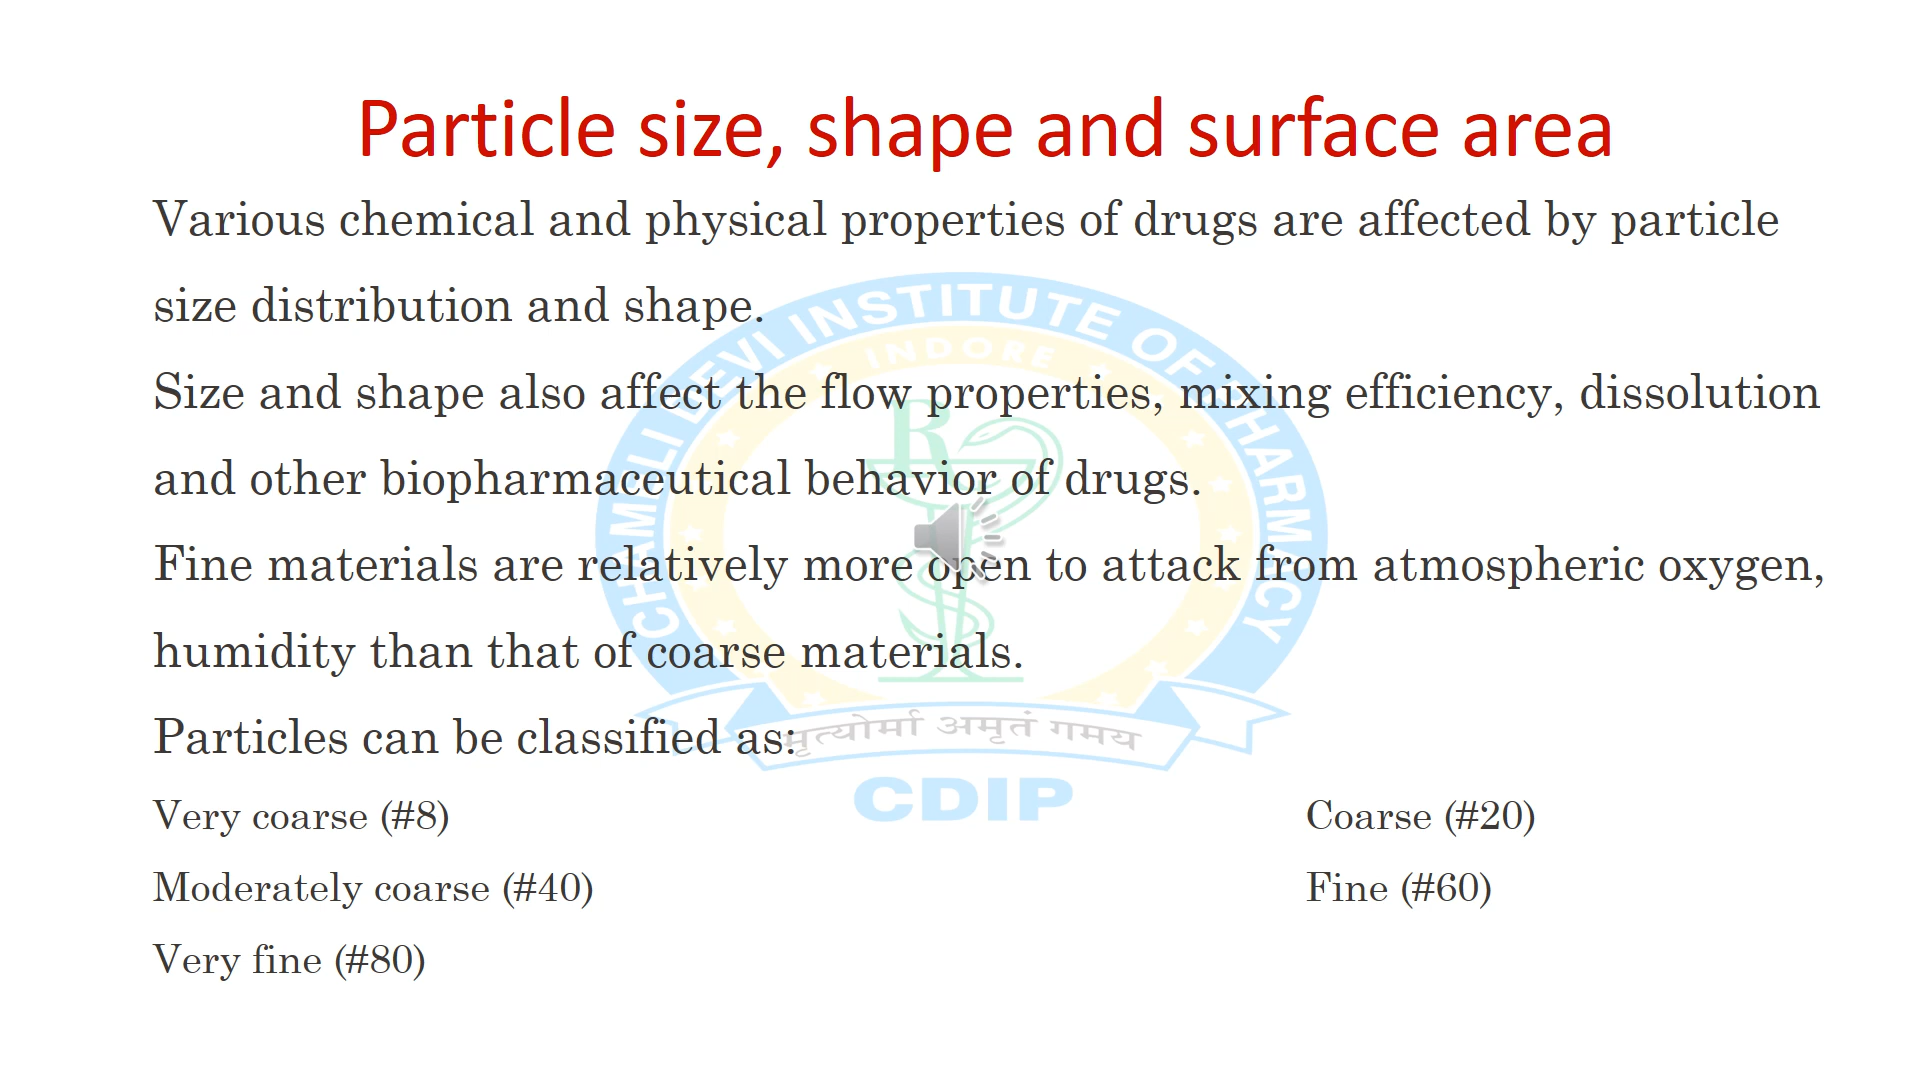 Particle size, shape and surface area
Various chemical and physical properties of drugs are affected by particle
size distribution and shape.
Size and shape also affect the flow properties, mixing efficiency, dissolution
and other biopharmaceutical behavior of drugs.
Fine materials are relatively more open to attack from atmospheric oxygen,
humidity than that of coarse materials.
Particles can be classified as:
Very coarse (#8) Coarse (#20)
Moderately coarse (#40) Fine (#60)
Very fine (#80)
CHAMELI DEVI INSTITUTE OF PHARMACY
INDORE
R
मृत्योर्मा अमृतं गमय
CDIP